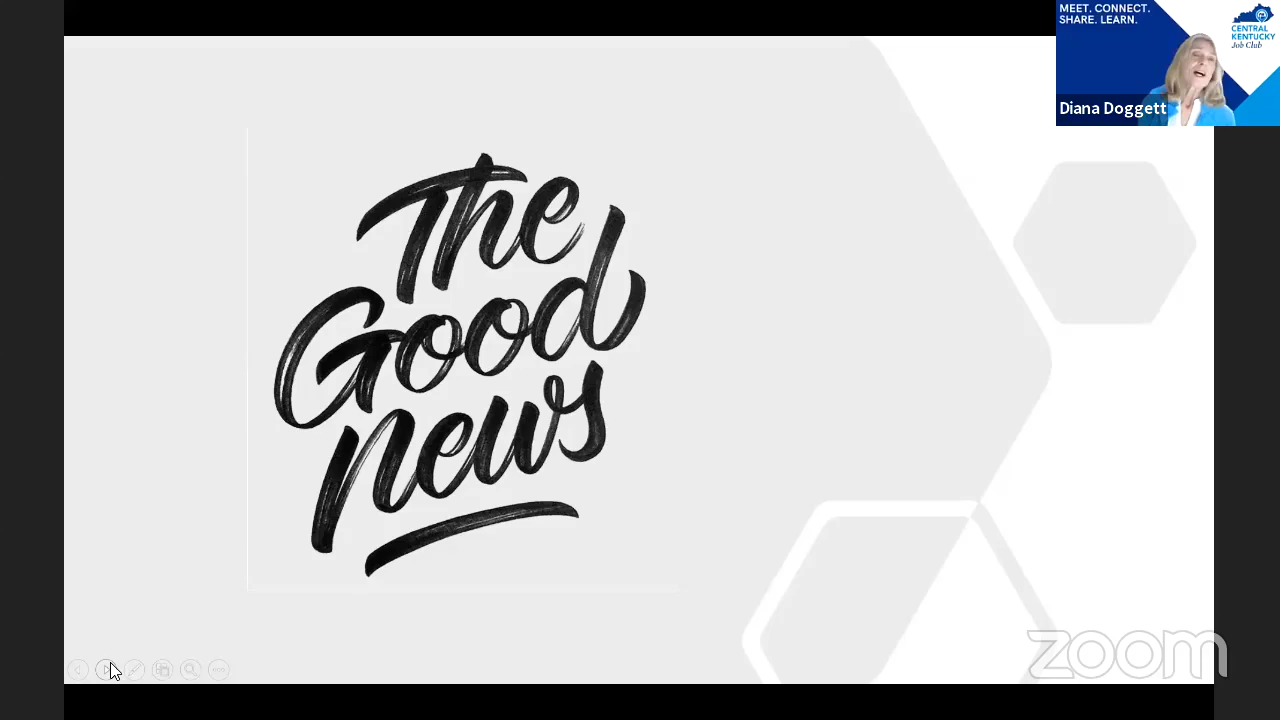 MEET. CONNECT.
SHARE. LEARN.
CENTRAL
KENTUCKY
Job Club
Diana Doggett
The
Good
news
zoom